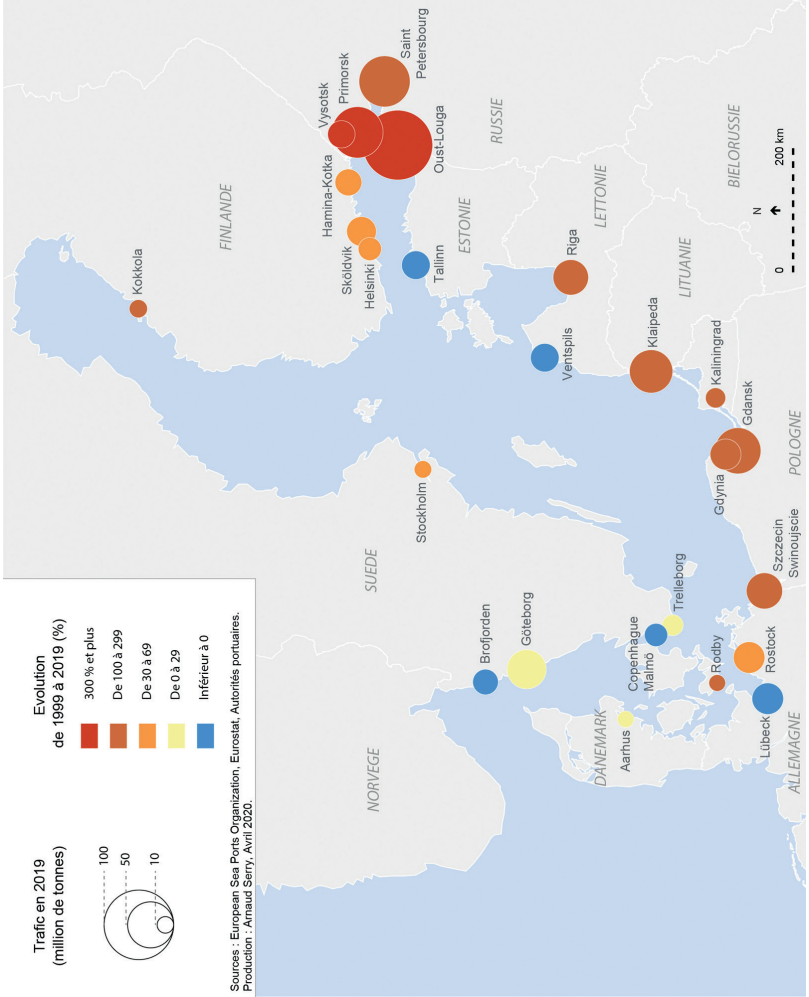 Trafic en 2019
(million de tonnes)
100
50
10
Evolution
de 1999 à 2019 (%)
300 % et plus
De 100 à 299
De 30 à 69
De 0 à 29
Inférieur à 0
Sources : European Sea Ports Organization, Eurostat, Autorités portuaires.
Production : Arnaud Serry, Avril 2020.
NORVEGE
SUEDE
FINLANDE
RUSSIE
ESTONIE
LETTONIE
LITUANIE
BIELORUSSIE
POLOGNE
DANEMARK
ALLEMAGNE
Kokkola
Vysotsk
Primorsk
Saint
Petersbourg
Hamina-Kotka
Sköldvik
Helsinki
Oust-Louga
Tallinn
Stockholm
Brofjorden
Göteborg
Ventspils
Riga
Klaipeda
Kaliningrad
Gdansk
Gdynia
Copenhague
Malmö
Trelleborg
Aarhus
Rodby
Lübeck
Rostock
Szczecin
Swinoujscie
N
0
200 km